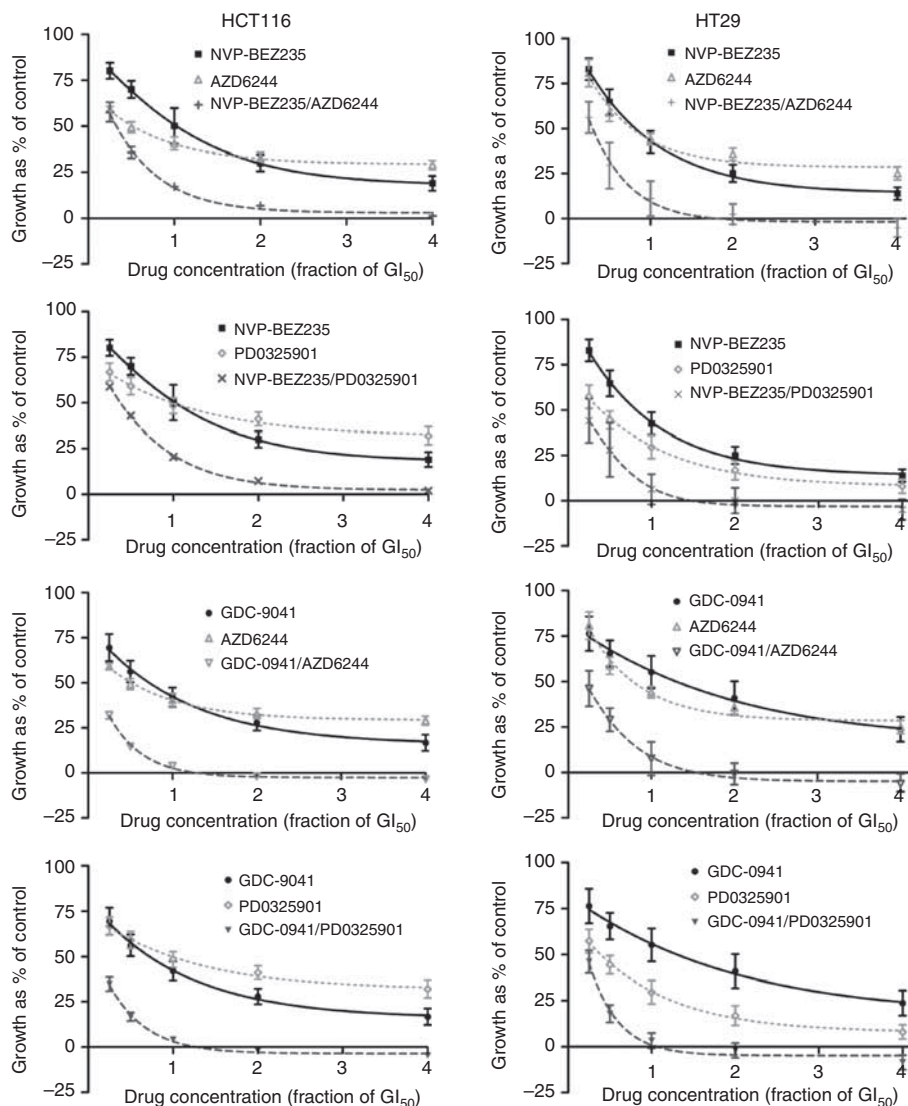 HCT116
HT29
Growth as % of control
100
75
50
25
0
−25
NVP-BEZ235
AZD6244
NVP-BEZ235/AZD6244
1 2 3 4
Drug concentration (fraction of GI50)
Growth as a % control
100
75
50
25
0
−25
NVP-BEZ235
AZD6244
NVP-BEZ235/AZD6244
1 2 3 4
Drug concentration (fraction of GI50)
Growth as % of control
100
75
50
25
0
−25
NVP-BEZ235
PD0325901
NVP-BEZ235/PD0325901
1 2 3 4
Drug concentration (fraction of GI50)
Growth as a % control
100
75
50
25
0
−25
NVP-BEZ235
PD0325901
NVP-BEZ235/PD0325901
1 2 3 4
Drug concentration (fraction of GI50)
Growth as % of control
100
75
50
25
0
−25
GDC-9041
AZD6244
GDC-0941/AZD6244
1 2 3 4
Drug concentration (fraction of GI50)
Growth as % of control
100
75
50
25
0
−25
GDC-0941
AZD6244
GDC-0941/AZD6244
1 2 3 4
Drug concentration (fraction of GI50)
Growth as % of control
100
75
50
25
0
−25
GDC-9041
PD0325901
GDC-0941/PD0325901
1 2 3 4
Drug concentration (fraction of GI50)
Growth as % of control
100
75
50
25
0
−25
GDC-0941
PD0325901
GDC-0941/PD0325901
1 2 3 4
Drug concentration (fraction of GI50)